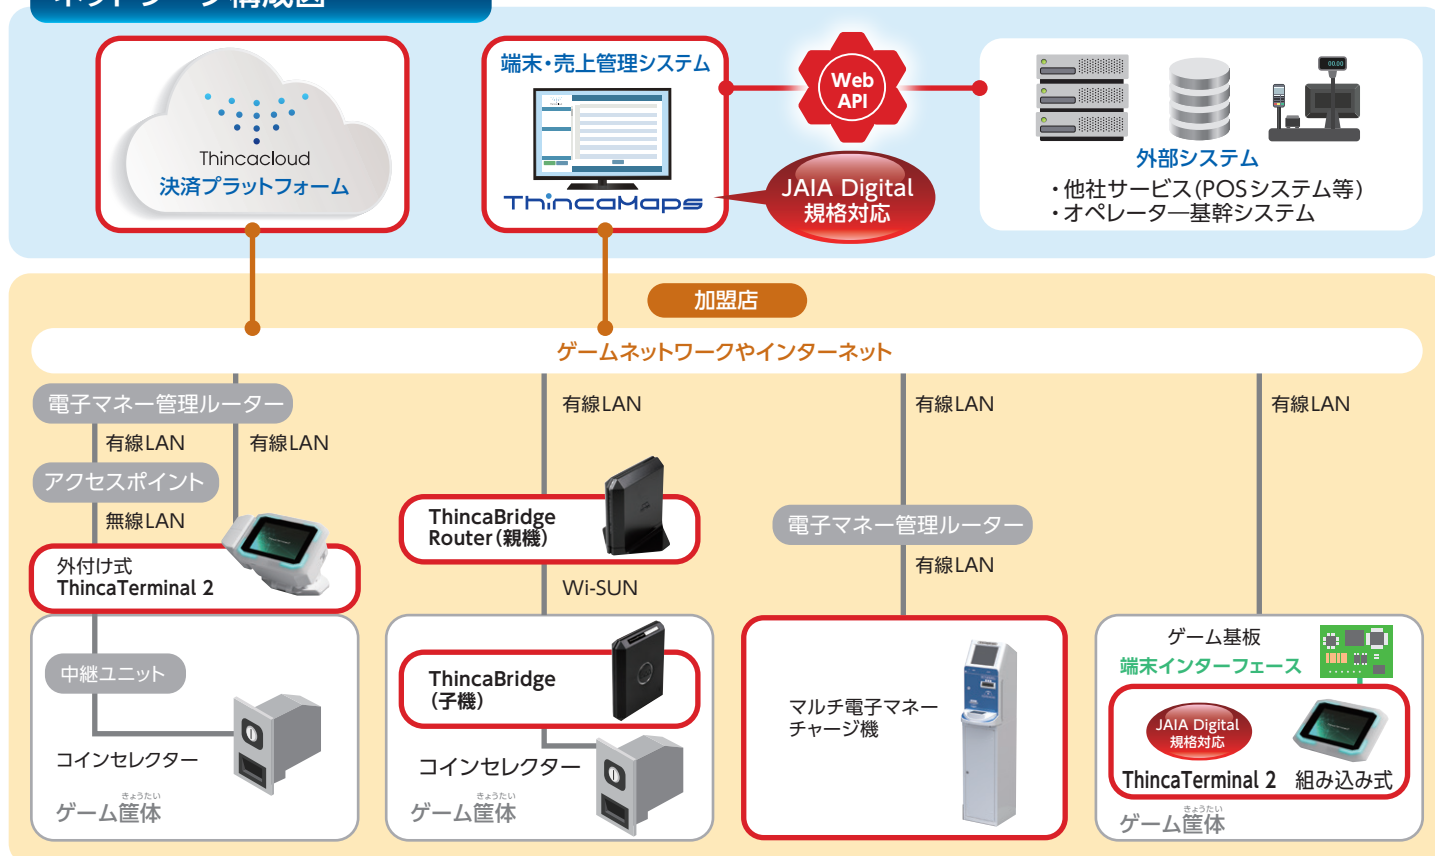 ネットワーク構成図
Thincacloud
決済プラットフォーム
端末・売上管理システム
ThincaMaps
Web
API
JAIA Digital
規格対応
00.00
外部システム
・他社サービス(POSシステム等)
・オペレーター基幹システム
加盟店
ゲームネットワークやインターネット
電子マネー管理ルーター
有線LAN
有線LAN
アクセスポイント
無線LAN
外付け式
ThincaTerminal 2
中継ユニット
コインセレクター
きょうたい
ゲーム筐体
有線LAN
ThincaBridge
Router(親機)
Wi-SUN
ThincaBridge
(子機)
コインセレクター
きょうたい
ゲーム筐体
有線LAN
電子マネー管理ルーター
有線LAN
マルチ電子マネー
チャージ機
有線LAN
ゲーム基板
端末インターフェース
JAIA Digital
規格対応
ThincaTerminal 2 組み込み式
きょうたい
ゲーム筐体